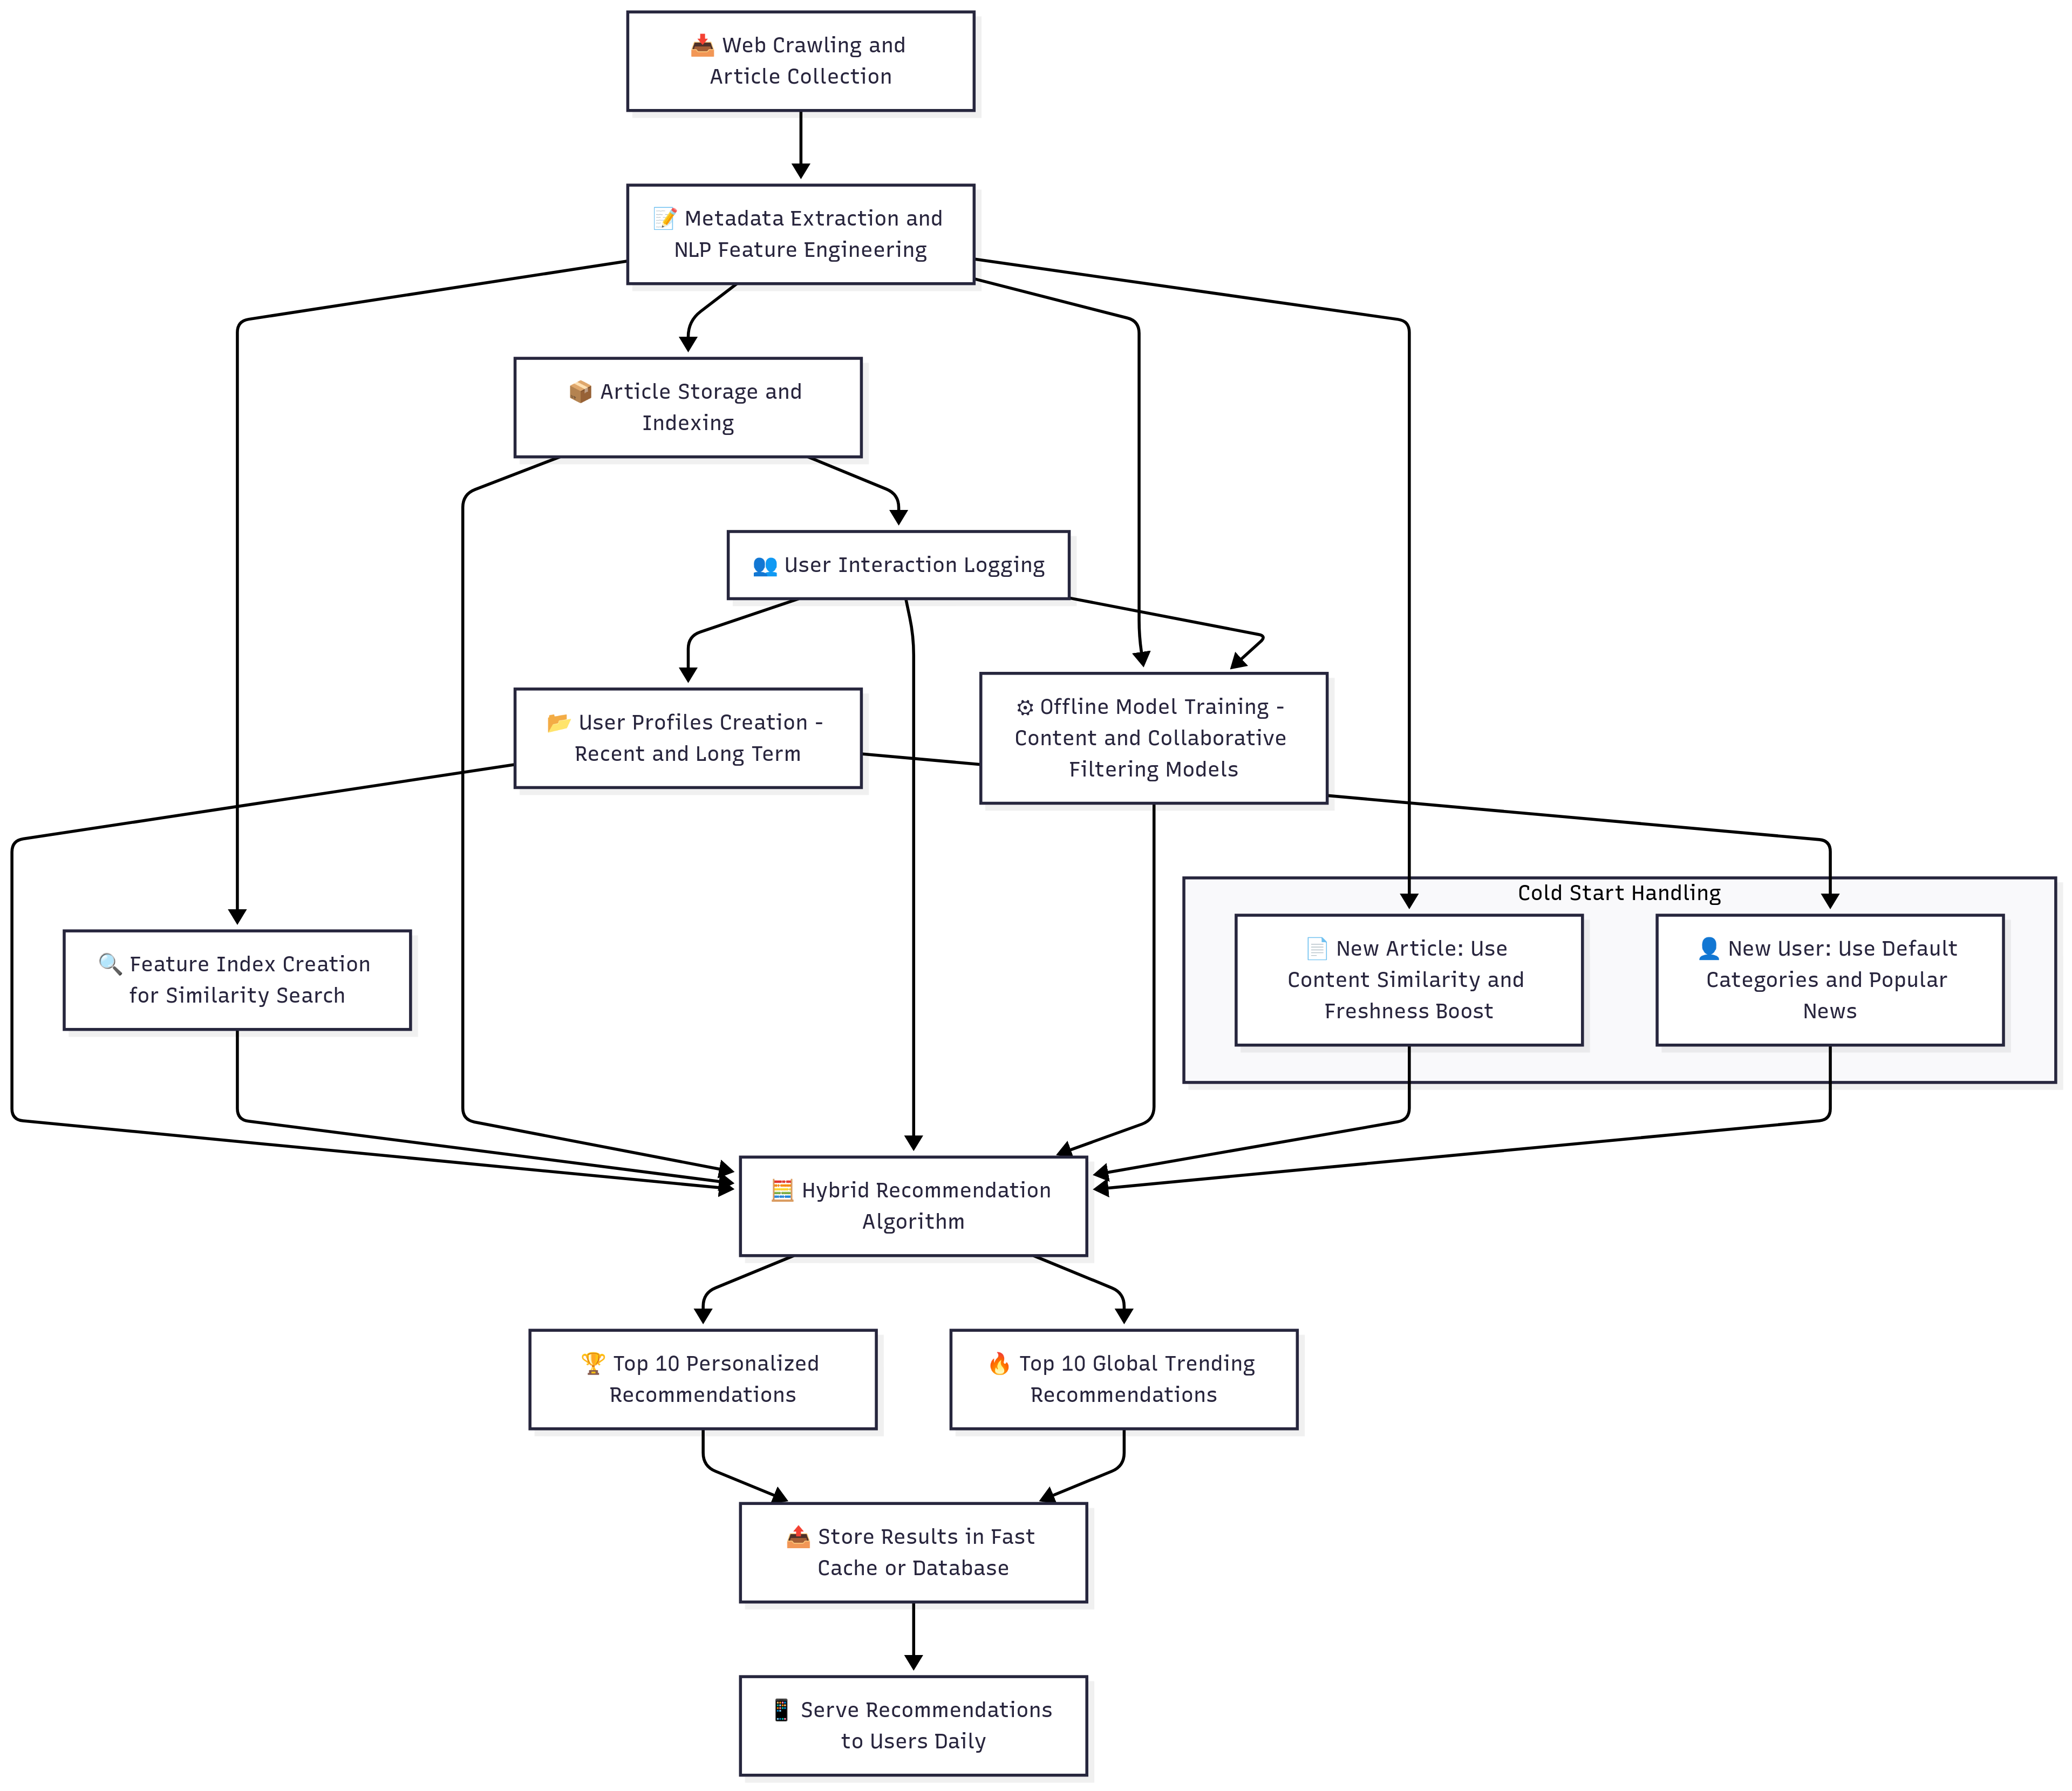 📥 Web Crawling and
Article Collection
📝 Metadata Extraction and
NLP Feature Engineering
📦 Article Storage and
Indexing
👥 User Interaction Logging
📂 User Profiles Creation -
Recent and Long Term
⚙ Offline Model Training -
Content and Collaborative
Filtering Models
Cold Start Handling
🔍 Feature Index Creation
for Similarity Search
📄 New Article: Use
Content Similarity and
Freshness Boost
👤 New User: Use Default
Categories and Popular
News
🧮 Hybrid Recommendation
Algorithm
🏆 Top 10 Personalized
Recommendations
🔥 Top 10 Global Trending
Recommendations
📤 Store Results in Fast
Cache or Database
📱 Serve Recommendations
to Users Daily